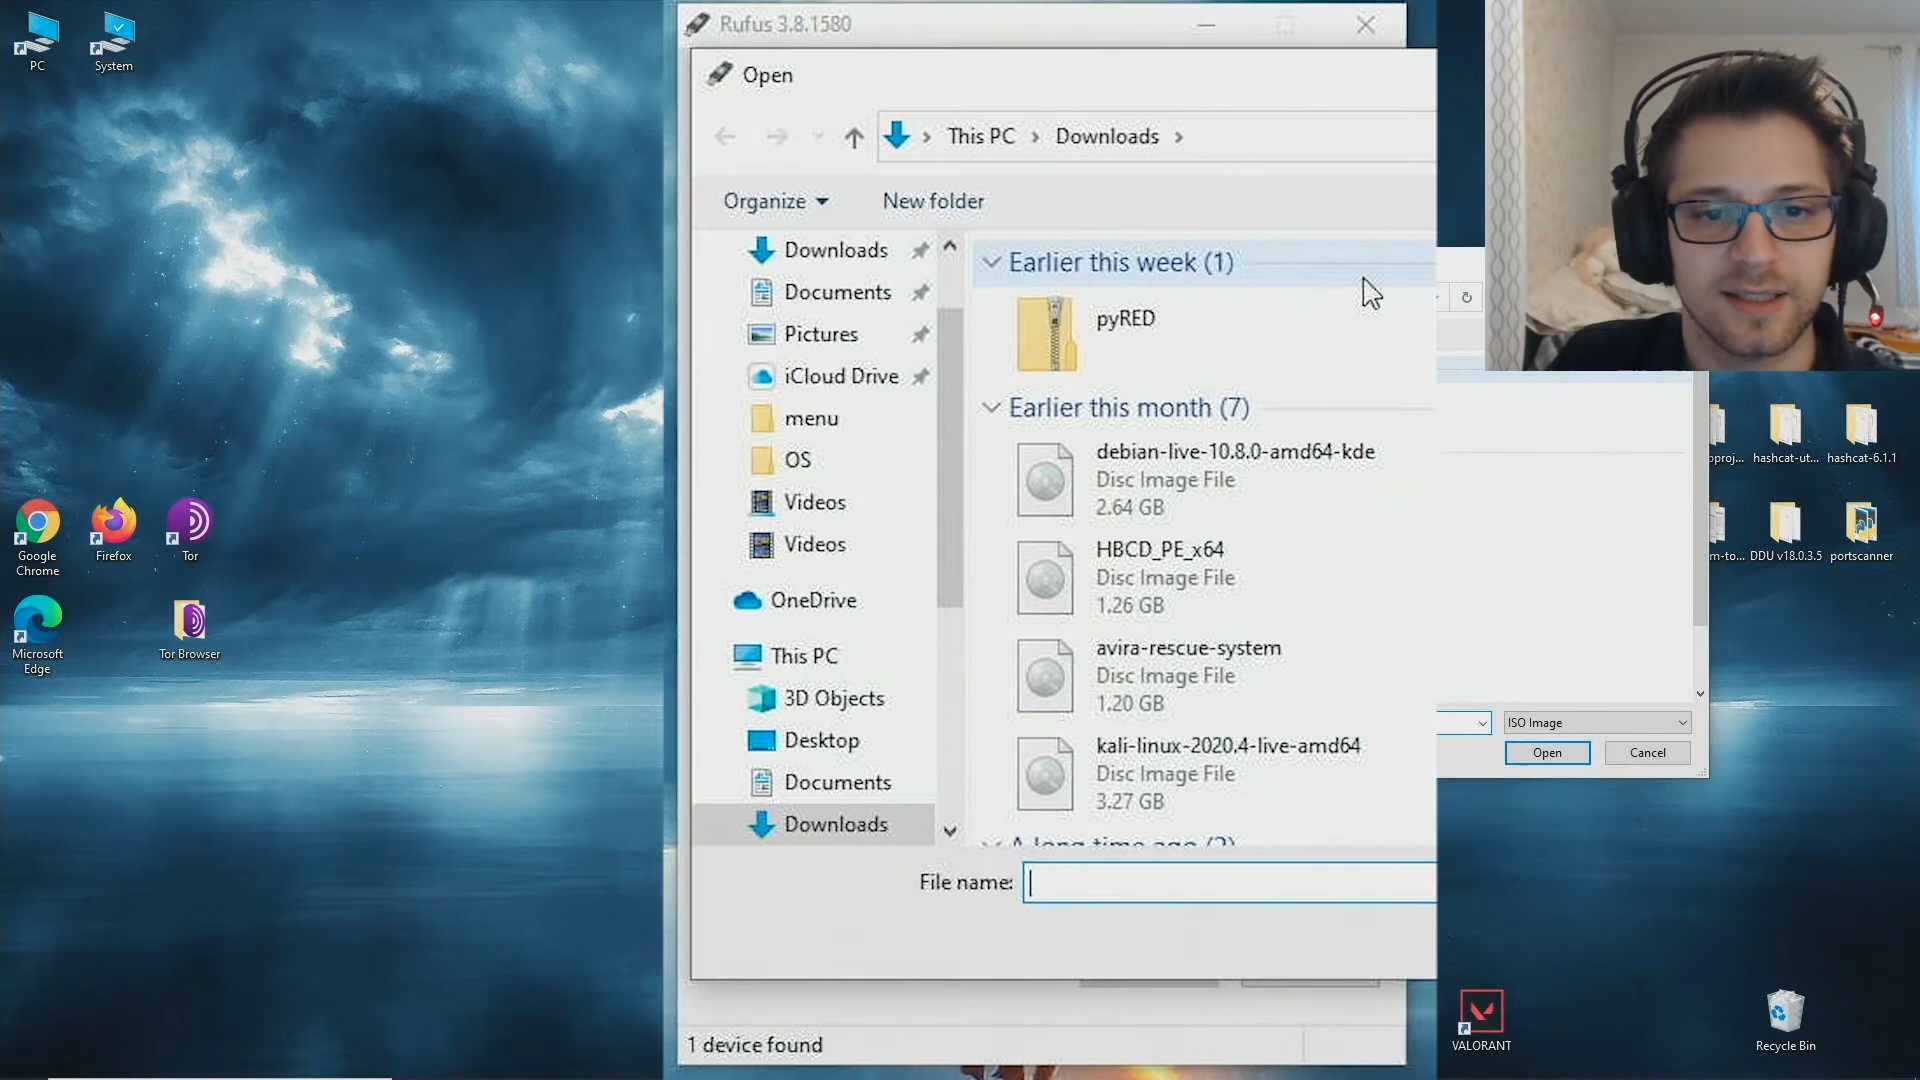 PC
System
Google
Chrome
Firefox
Tor
Microsoft
Edge
Tor Browser
Rufus 3.8.1580
Open
This PC > Downloads >
Organize
New folder
Downloads
Documents
Pictures
iCloud Drive
menu
OS
Videos
Videos
OneDrive
This PC
3D Objects
Desktop
Documents
Downloads
Earlier this week (1)
pyRED
Earlier this month (7)
debian-live-10.8.0-amd64-kde
Disc Image File
2.64 GB
HBCD_PE_x64
Disc Image File
1.26 GB
avira-rescue-system
Disc Image File
1.20 GB
kali-linux-2020.4-live-amd64
Disc Image File
3.27 GB
A long time ago (2)
File name:
1 device found
ISO Image
Open
Cancel
hashcat-ut...
hashcat-6.1.1
DDU v18.0.3.5
portscanner
VALORANT
Recycle Bin